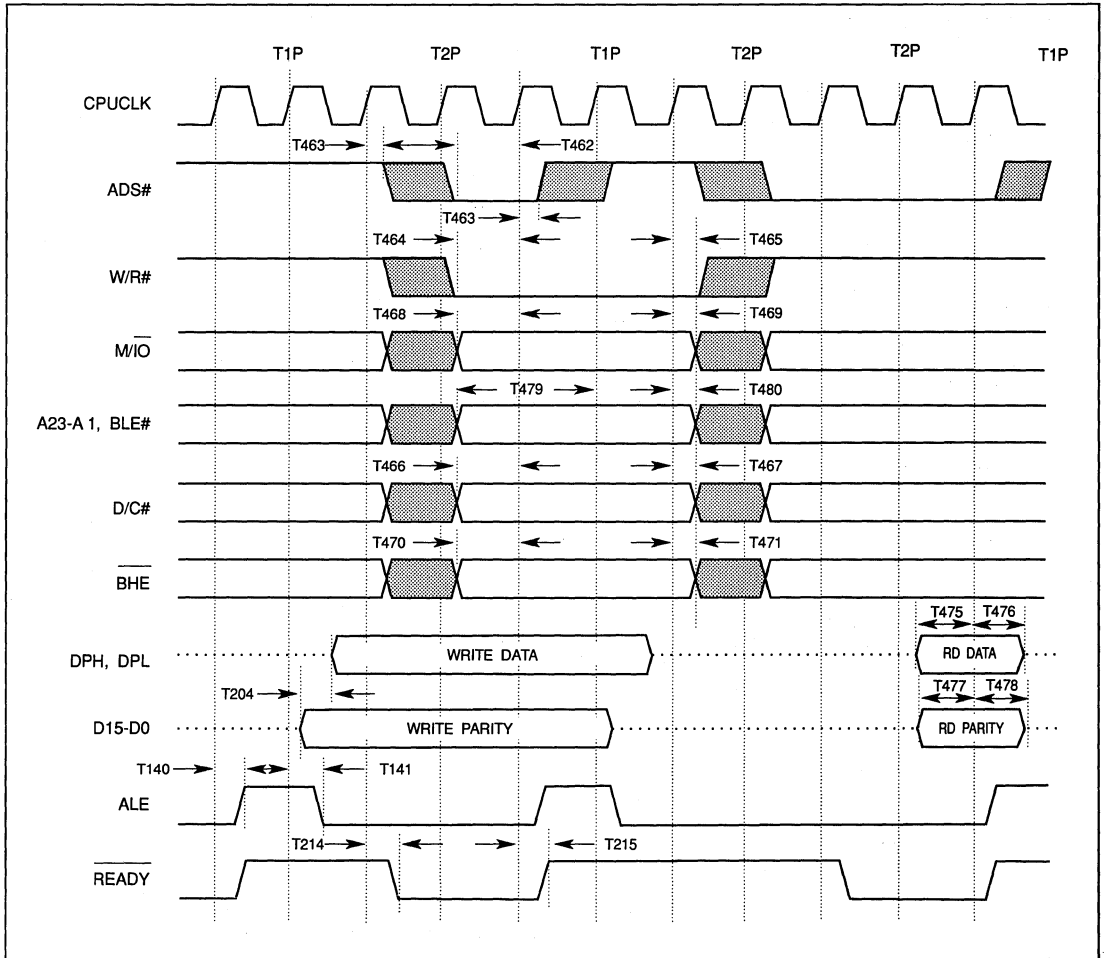 T1P T2P T1P T2P T2P T1P
CPUCLK
T463 T462
ADS#
T463
T464 T465
W/R#
T468 T469
M/IO
T479 T480
A23-A 1, BLE#
T466 T467
D/C#
T470 T471
BHE
T475 T476
DPH, DPL WRITE DATA RD DATA
T204 T477 T478
D15-D0 WRITE PARITY RD PARITY
T140 T141
ALE
T214 T215
READY